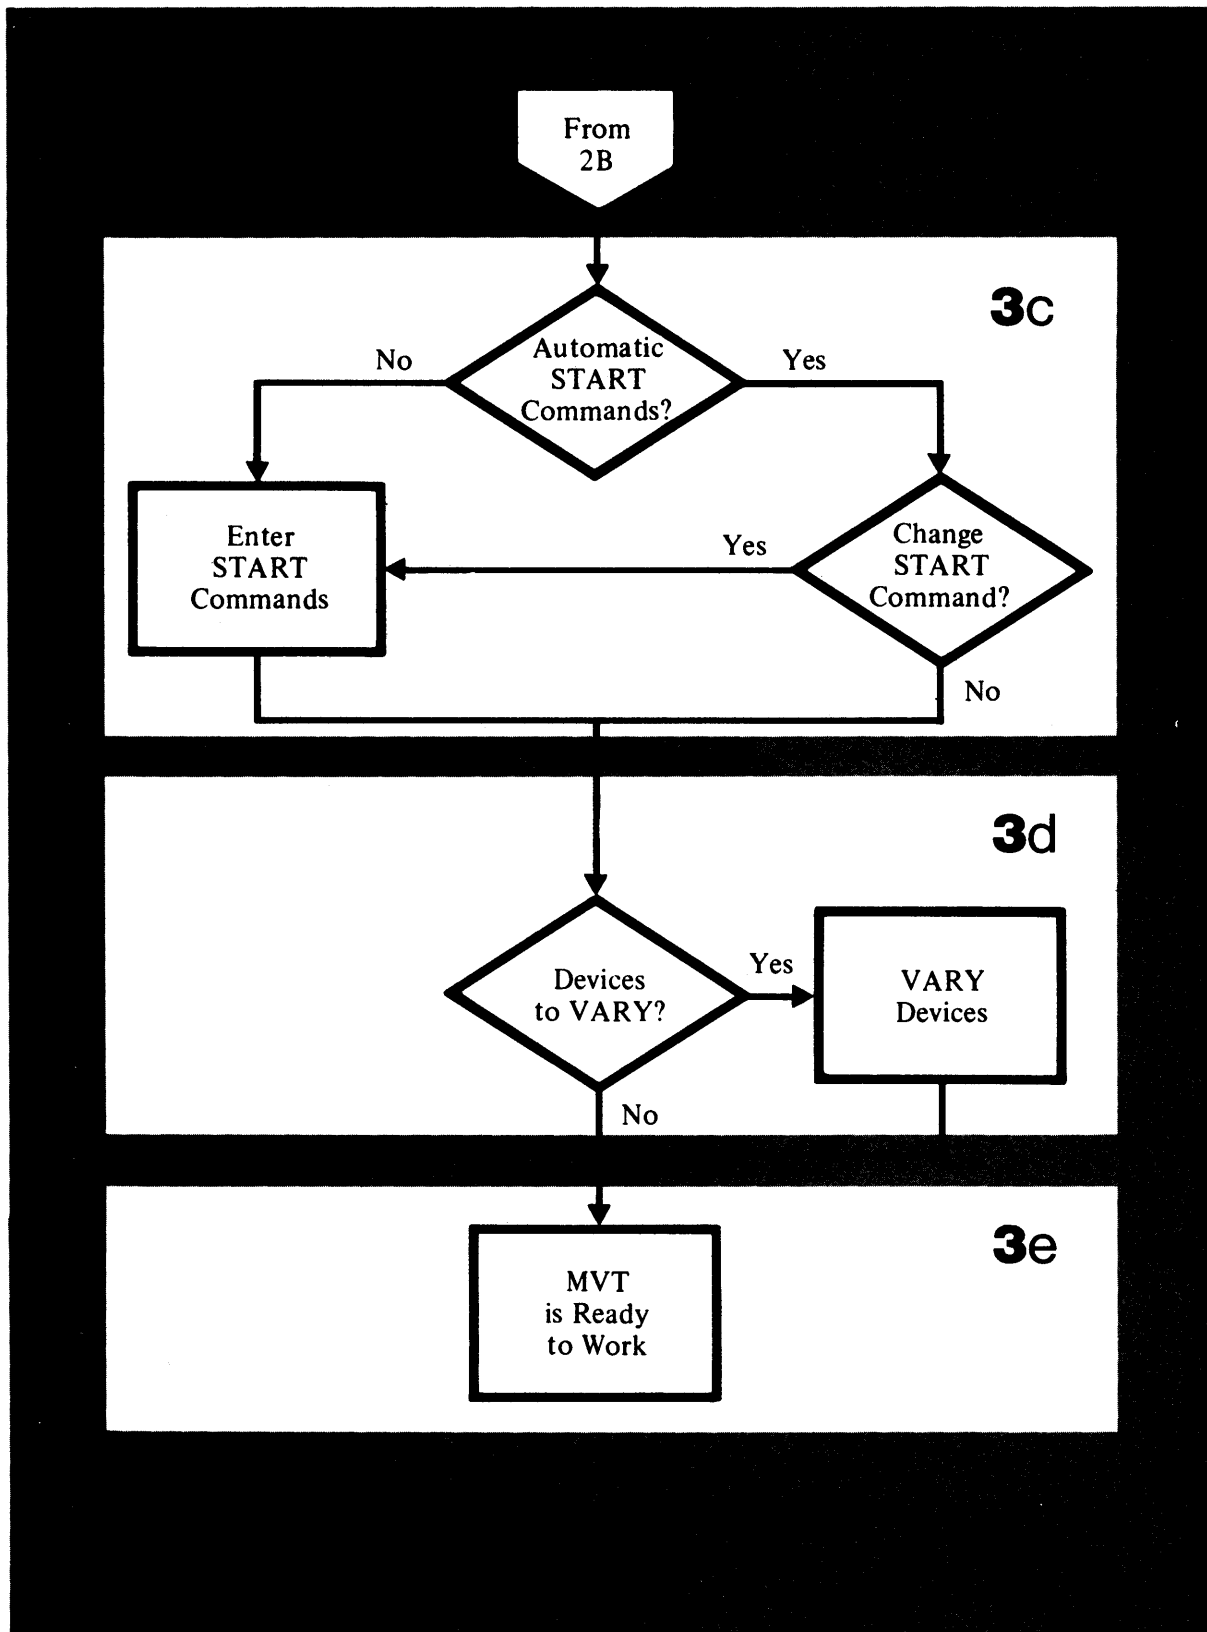 From
2B
3c
No
Automatic
START
Commands?
Yes
Enter
START
Commands
Yes
Change
START
Command?
No
3d
Devices
to VARY?
Yes
VARY
Devices
No
3e
MVT
is Ready
to Work